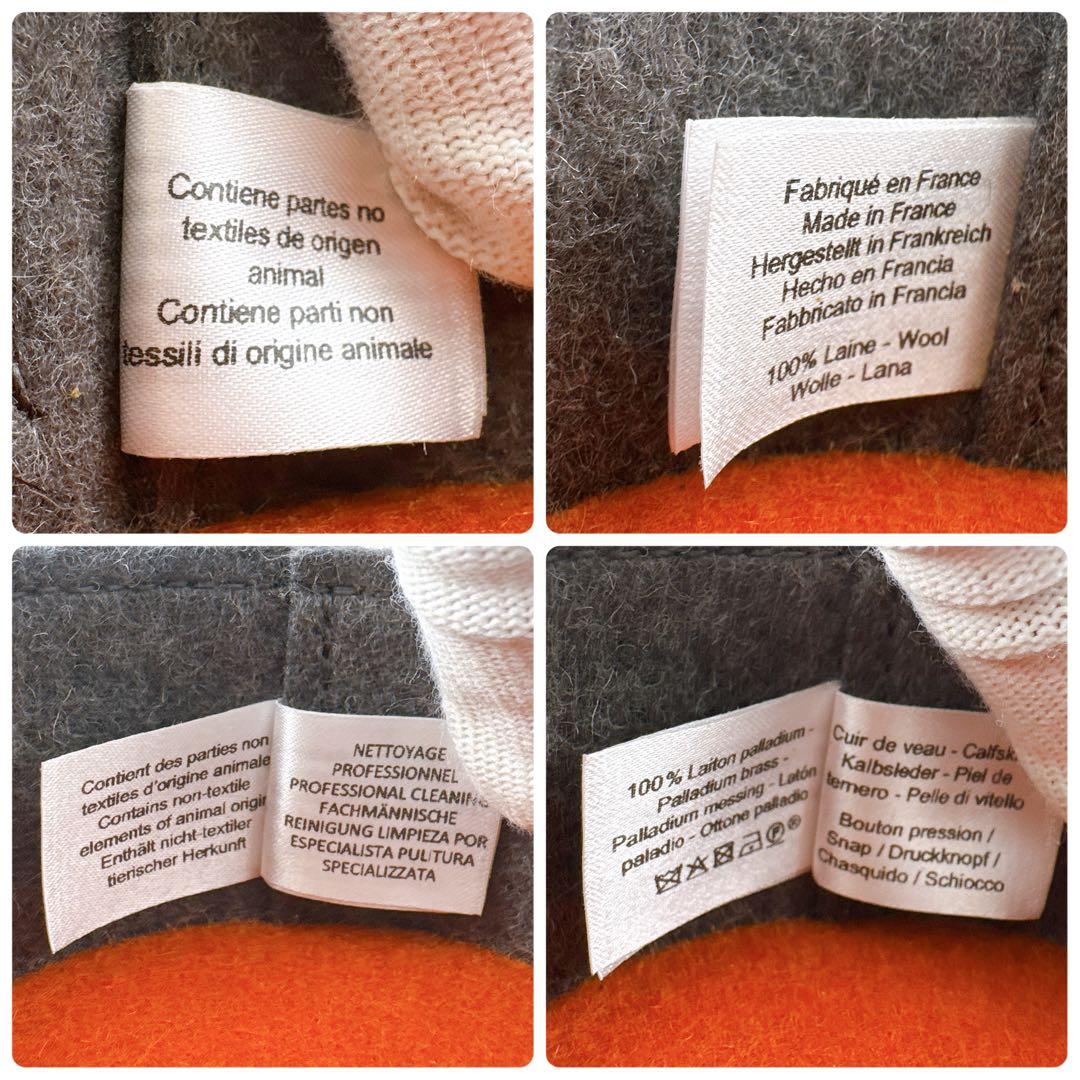 Contiene partes no
textiles de origen
animal
Contiene parti non
tessili di origine animale
Fabriqué en France
Made in France
Hergestellt in Frankreich
Hecho en Francia
Fabbricato in Francia
100% Laine - Wool
Wolle - Lana
Contient des parties non
textiles d'origine animale
Contains non-textile
elements of animal origin
Enthält nicht-textiler
tierischer Herkunft
NETTOYAGE
PROFESSIONNEL
PROFESSIONAL CLEANING
FACHMÄNNISCHE
REINIGUNG LIMPIEZA POR
ESPECIALISTA PULITURA
SPECIALIZZATA
100 % Laiton palladium -
Palladium brass -
Palladium messing - Latón
paladio - Ottone palladio
P®
Cuir de veau - Calfsk
Kalbsleder - Piel de
ternero - Pelle di vitello
Bouton pression /
Snap / Druckknopf /
Chasquido / Schiocco